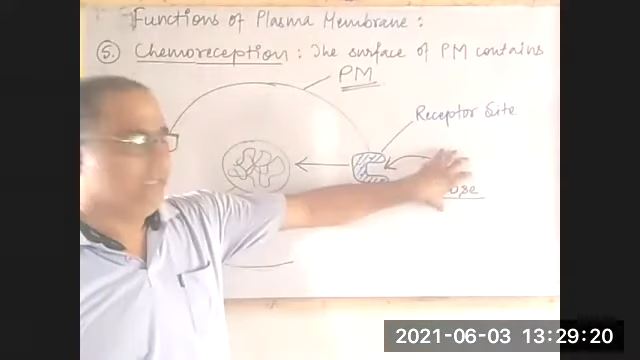 Functions of Plasma Membrane :
5. Chemoreception : The surface of PM contains
PM
Receptor Site
2021-06-03 13:29:20